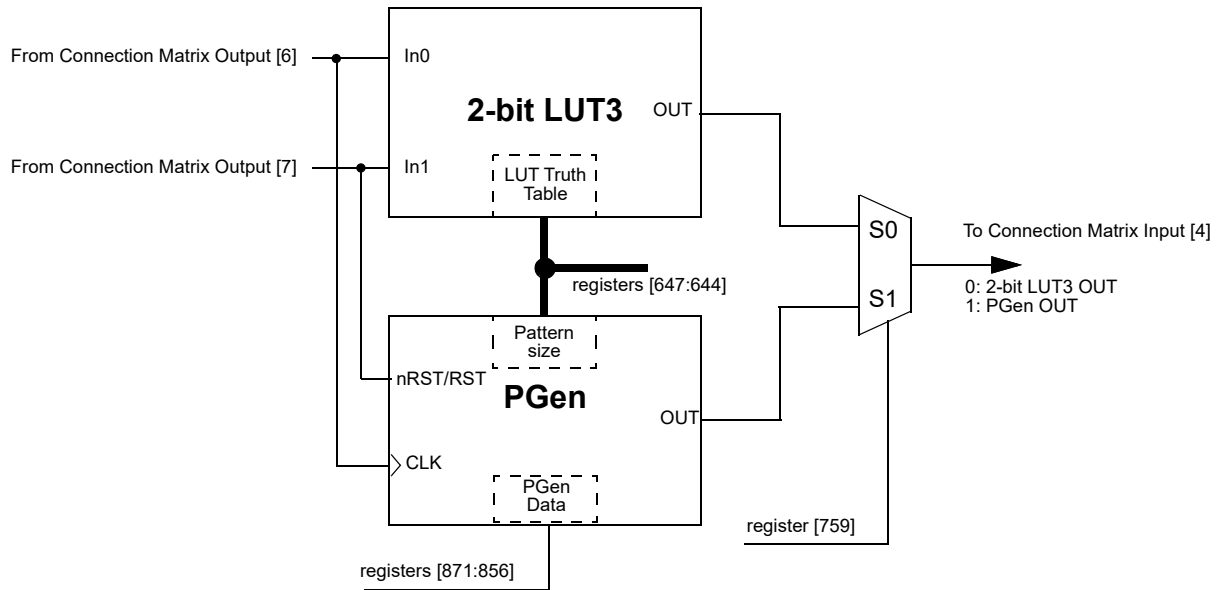 From Connection Matrix Output [6]
In0
2-bit LUT3
OUT
From Connection Matrix Output [7]
In1
LUT Truth
Table
S0
To Connection Matrix Input [4]
registers [647:644]
0: 2-bit LUT3 OUT
1: PGen OUT
S1
Pattern
size
nRST/RST
PGen
OUT
CLK
PGen
Data
register [759]
registers [871:856]